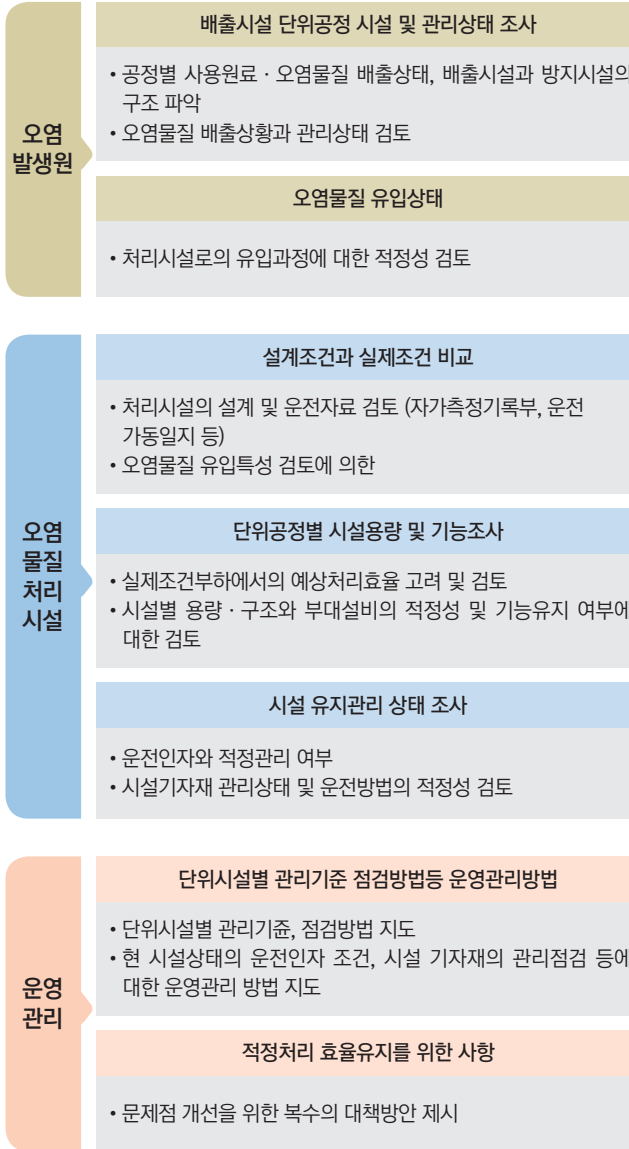 오염
발생원
배출시설 단위공정 시설 및 관리상태 조사
• 공정별 사용원료 · 오염물질 배출상태, 배출시설과 방지시설의
구조 파악
• 오염물질 배출상황과 관리상태 검토
오염물질 유입상태
• 처리시설로의 유입과정에 대한 적정성 검토
오염
물질
처리
시설
설계조건과 실제조건 비교
• 처리시설의 설계 및 운전자료 검토 (자가측정기록부, 운전
가동일지 등)
• 오염물질 유입특성 검토에 의한
단위공정별 시설용량 및 기능조사
• 실제조건부하에서의 예상처리효율 고려 및 검토
• 시설별 용량 · 구조와 부대설비의 적정성 및 기능유지 여부에
대한 검토
시설 유지관리 상태 조사
• 운전인자와 적정관리 여부
• 시설기자재 관리상태 및 운전방법의 적정성 검토
운영
관리
단위시설별 관리기준 점검방법등 운영관리방법
• 단위시설별 관리기쥰, 점검방법 지도
• 현 시설상태의 운전인자 조건, 시설 기자재의 관리점검 등에
대한 운영관리 방법 지도
적정처리 효율유지를 위한 사항
• 문제점 개선을 위한 복수의 대책방안 제시